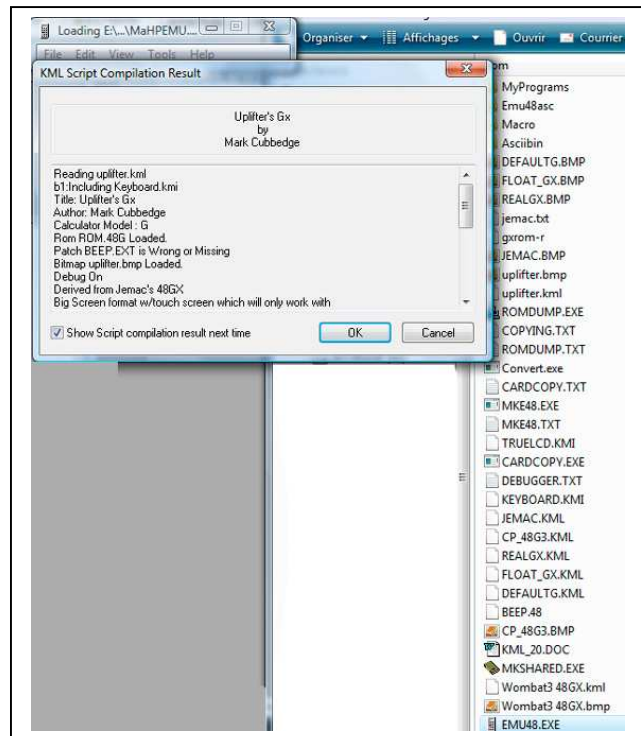 Loading E:\...\MaHPEMU....
File Edit View Tools Help
Organiser Affichages Ouvrir Courrier
KML Script Compilation Result
Uplifter's Gx
by
Mark Cubbedge
Reading uplifter.kml
b1:Including Keyboard.kmi
Title: Uplifter's Gx
Author: Mark Cubbedge
Calculator Model : G
Rom ROM.48G Loaded.
Patch BEEP.EXT is Wrong or Missing
Bitmap uplifter.bmp Loaded.
Debug On
Derived from Jemac's 48GX
Big Screen format w/touch screen which will only work with
Show Script compilation result next time
OK
Cancel
MyPrograms
Emu48asc
Macro
Asciibin
DEFAULTG.BMP
FLOAT_GX.BMP
REALGX.BMP
jemac.txt
gxrom-r
JEMAC.BMP
uplifter.bmp
uplifter.kml
ROMDUMP.EXE
COPYING.TXT
ROMDUMP.TXT
Convert.exe
CARDCOPY.TXT
MKE48.EXE
MKE48.TXT
TRUELCD.KMI
CARDCOPY.EXE
DEBUGGER.TXT
KEYBOARD.KMI
JEMAC.KML
CP_48G3.KML
REALGX.KML
FLOAT_GX.KML
DEFAULTG.KML
BEEP.48
CP_48G3.BMP
KML_20.DOC
MKSHARED.EXE
Wombat3 48GX.kml
Wombat3 48GX.bmp
EMU48.EXE